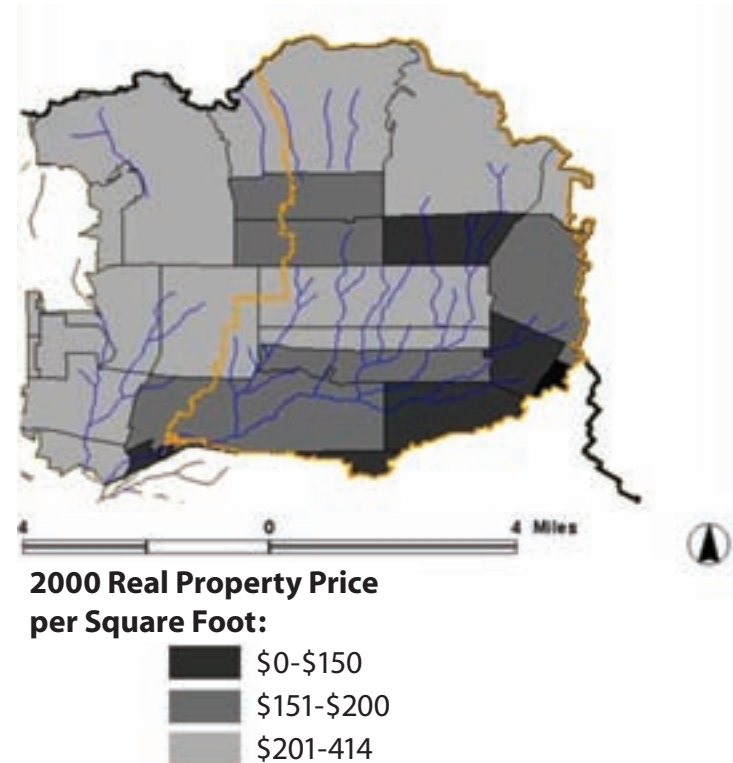 4 0 4 Miles
2000 Real Property Price
per Square Foot:
$0-$150
$151-$200
$201-414